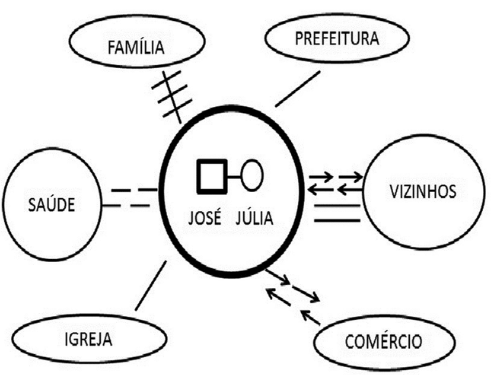 FAMÍLIA
PREFEITURA
SAÚDE
JOSÉ JÚLIA
VIZINHOS
IGREJA
COMÉRCIO